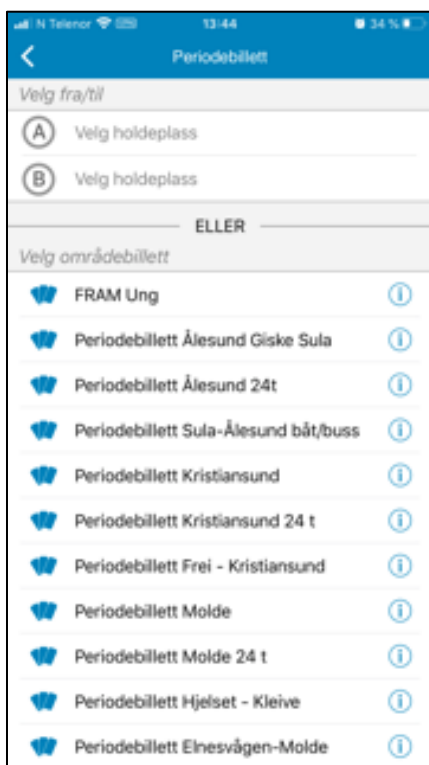 N Telenor 13:44 34 %
Periodebillett
Velg fra/til
A Velg holdeplass
B Velg holdeplass
ELLER
Velg områdebillett
FRAM Ung
Periodebillett Ålesund Giske Sula
Periodebillett Ålesund 24t
Periodebillett Sula-Ålesund båt/buss
Periodebillett Kristiansund
Periodebillett Kristiansund 24 t
Periodebillett Frei - Kristiansund
Periodebillett Molde
Periodebillett Molde 24 t
Periodebillett Hjelset - Kleive
Periodebillett Elnesvågen-Molde